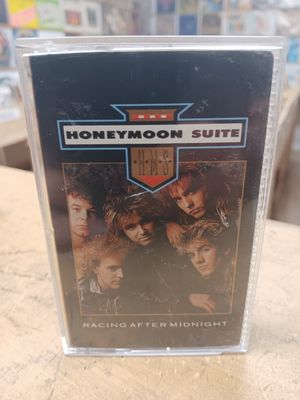 HONEYMOON SUITE
H·M·S
RACING AFTER MIDNIGHT